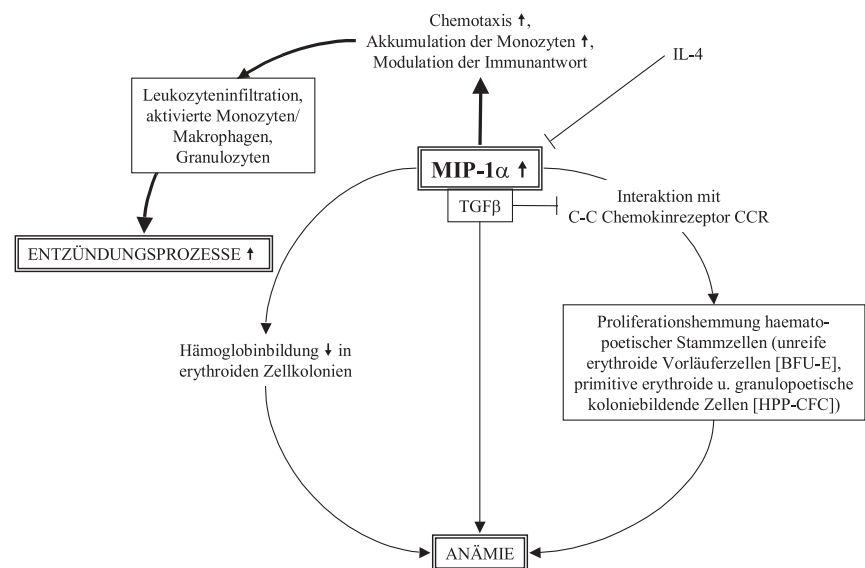 Chemotaxis ↑,
Akkumulation der Monozyten ↑,
Modulation der Immunantwort
IL-4
Leukozyteninfiltration,
aktivierte Monozyten/
Makrophagen,
Granulozyten
MIP-1α ↑
TGFβ
Interaktion mit
C-C Chemokinrezeptor CCR
ENTZÜNDUNGSPROZESSE ↑
Hämoglobinbildung ↓ in
erythroiden Zellkolonien
Proliferationshemmung haemato-
poetischer Stammzellen (unreife
erythroide Vorläuferzellen [BFU-E],
primitive erythroide u. granulopoetische
koloniebildende Zellen [HPP-CFC])
ANÄMIE